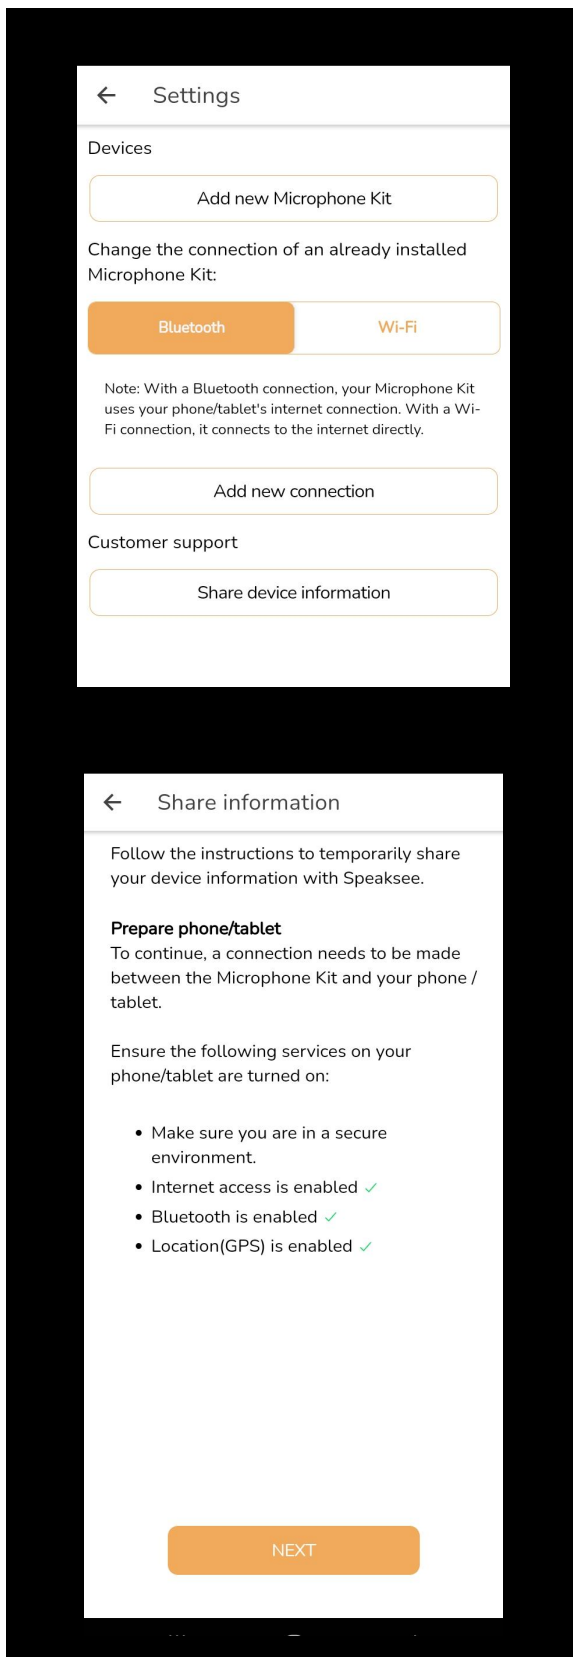 Settings
Devices
Add new Microphone Kit
Change the connection of an already installed
Microphone Kit:
Bluetooth
Wi-Fi
Note: With a Bluetooth connection, your Microphone Kit
uses your phone/tablet's internet connection. With a Wi-
Fi connection, it connects to the internet directly.
Add new connection
Customer support
Share device information
Share information
Follow the instructions to temporarily share
your device information with Speaksee.
Prepare phone/tablet
To continue, a connection needs to be made
between the Microphone Kit and your phone /
tablet.
Ensure the following services on your
phone/tablet are turned on:
• Make sure you are in a secure
environment.
• Internet access is enabled ✓
• Bluetooth is enabled ✓
• Location(GPS) is enabled ✓
NEXT